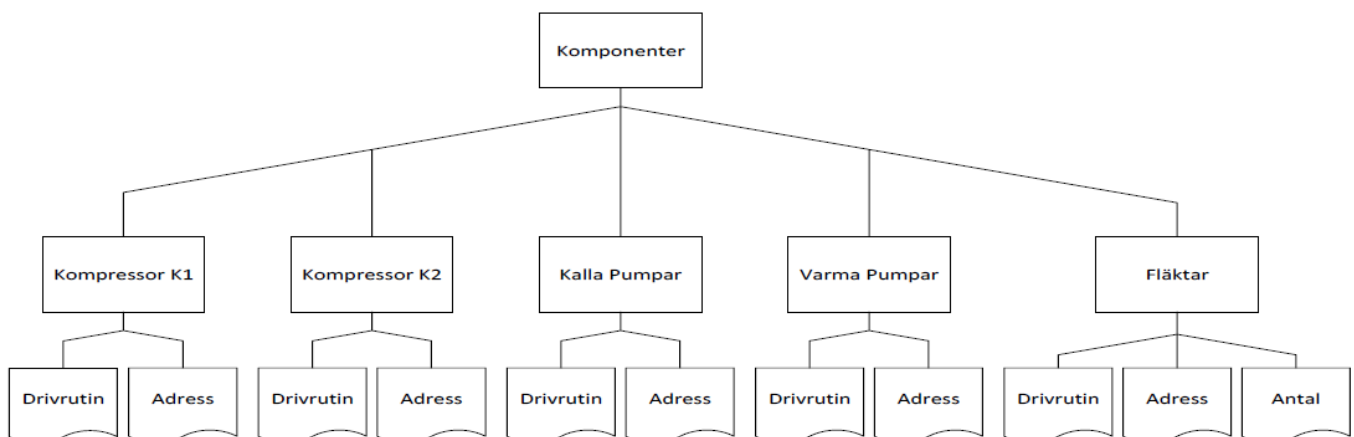 Komponenter
Kompressor K1
Kompressor K2
Kalla Pumpar
Varma Pumpar
Fläktar
Drivrutin
Adress
Drivrutin
Adress
Drivrutin
Adress
Drivrutin
Adress
Drivrutin
Adress
Antal